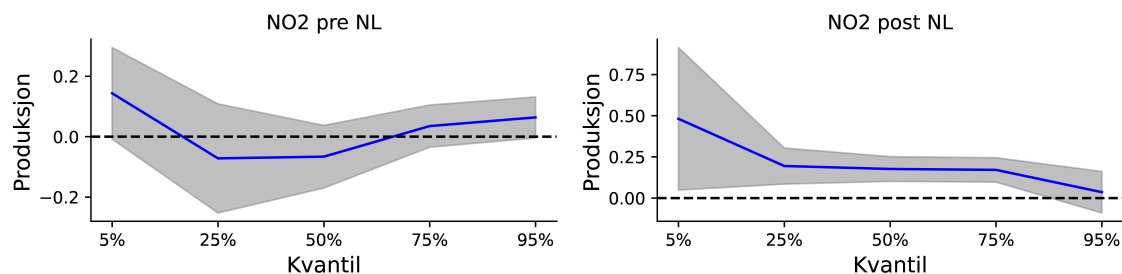 NO2 pre NL
Produksjon
0.2
0.0
−0.2
5% 25% 50% 75% 95%
Kvantil
NO2 post NL
Produksjon
0.75
0.50
0.25
0.00
5% 25% 50% 75% 95%
Kvantil